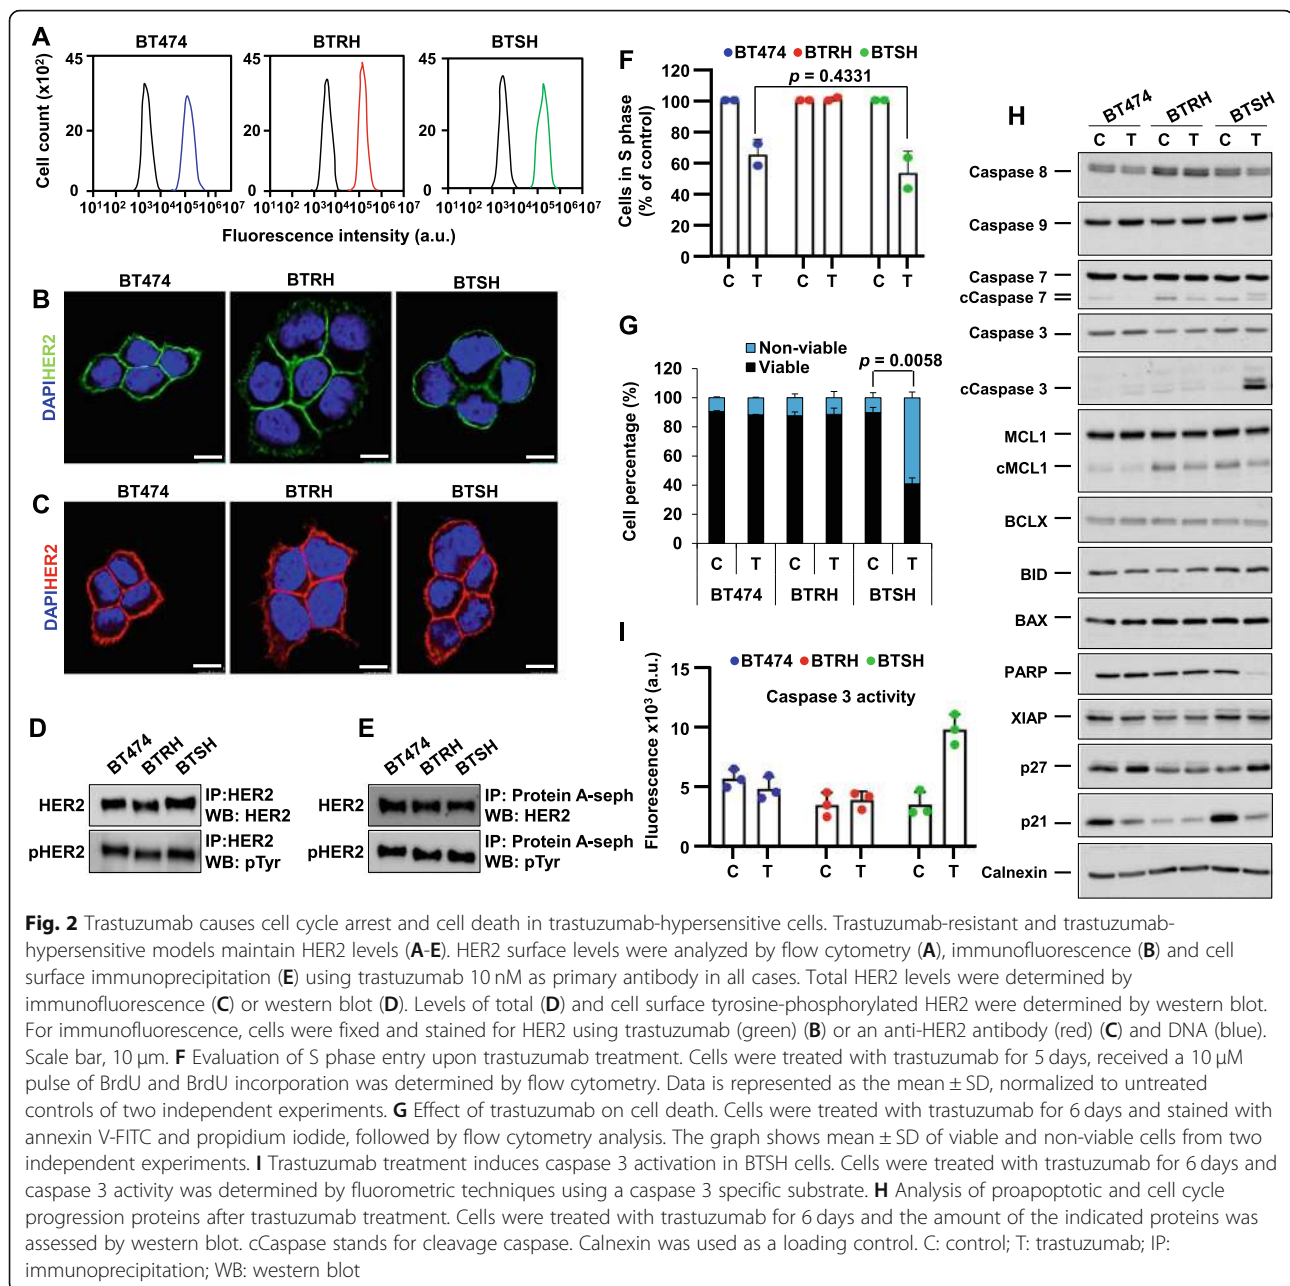 A
BT474
BTRH
BTSH
Cell count (x10²)
45
20
0
45
20
0
45
20
0
10¹10² 10³10⁴10⁵10⁶10⁷
10¹10² 10³10⁴10⁵10⁶10⁷
10¹10² 10³10⁴10⁵10⁶10⁷
Fluorescence intensity (a.u.)
B
BT474
BTRH
BTSH
DAPIHER2
C
BT474
BTRH
BTSH
DAPIHER2
D
BT474
BTRH
BTSH
HER2
IP:HER2
WB: HER2
pHER2
IP:HER2
WB: pTyr
E
BT474
BTRH
BTSH
HER2
IP: Protein A-seph
WB: HER2
pHER2
IP: Protein A-seph
WB: pTyr
F
BT474 BTRH BTSH
p = 0.4331
Cells in S phase
(% of control)
120
100
80
60
40
20
0
C T C T C T
G
Non-viable
Viable
p = 0.0058
Cell percentage (%)
120
100
80
60
40
20
0
C T C T C T
BT474 BTRH BTSH
I
BT474 BTRH BTSH
Caspase 3 activity
Fluorescence x10³ (a.u.)
15
10
5
0
C T C T C T
H
BT474
BTRH
BTSH
C T C T C T
Caspase 8
Caspase 9
Caspase 7
cCaspase 7
Caspase 3
cCaspase 3
MCL1
cMCL1
BCLX
BID
BAX
PARP
XIAP
p27
p21
Calnexin
Fig. 2 Trastuzumab causes cell cycle arrest and cell death in trastuzumab-hypersensitive cells. Trastuzumab-resistant and trastuzumab-
hypersensitive models maintain HER2 levels (A-E). HER2 surface levels were analyzed by flow cytometry (A), immunofluorescence (B) and cell
surface immunoprecipitation (E) using trastuzumab 10 nM as primary antibody in all cases. Total HER2 levels were determined by
immunofluorescence (C) or western blot (D). Levels of total (D) and cell surface tyrosine-phosphorylated HER2 were determined by western blot.
For immunofluorescence, cells were fixed and stained for HER2 using trastuzumab (green) (B) or an anti-HER2 antibody (red) (C) and DNA (blue).
Scale bar, 10 μm. F Evaluation of S phase entry upon trastuzumab treatment. Cells were treated with trastuzumab for 5 days, received a 10 μM
pulse of BrdU and BrdU incorporation was determined by flow cytometry. Data is represented as the mean ± SD, normalized to untreated
controls of two independent experiments. G Effect of trastuzumab on cell death. Cells were treated with trastuzumab for 6 days and stained with
annexin V-FITC and propidium iodide, followed by flow cytometry analysis. The graph shows mean ± SD of viable and non-viable cells from two
independent experiments. I Trastuzumab treatment induces caspase 3 activation in BTSH cells. Cells were treated with trastuzumab for 6 days and
caspase 3 activity was determined by fluorometric techniques using a caspase 3 specific substrate. H Analysis of proapoptotic and cell cycle
progression proteins after trastuzumab treatment. Cells were treated with trastuzumab for 6 days and the amount of the indicated proteins was
assessed by western blot. cCaspase stands for cleavage caspase. Calnexin was used as a loading control. C: control; T: trastuzumab; IP:
immunoprecipitation; WB: western blot